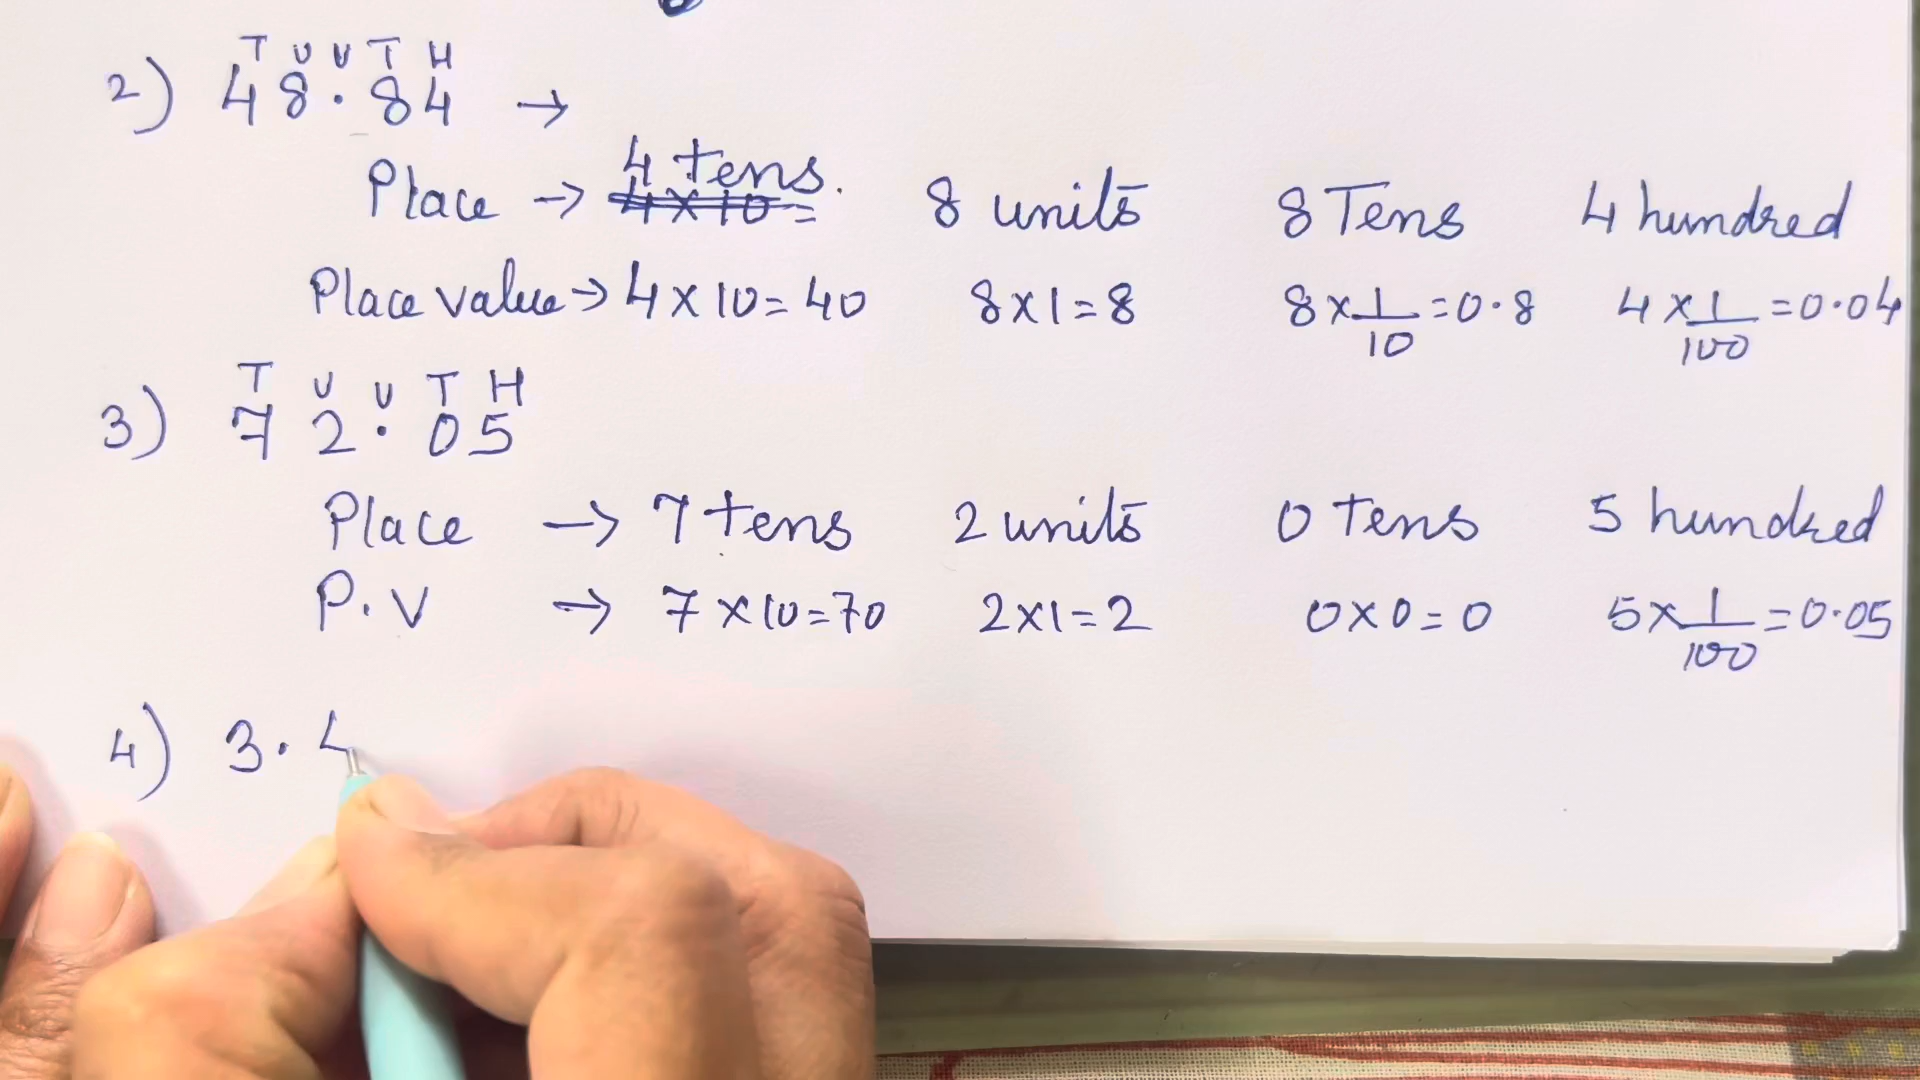 T U U T H
2) 48.84 →
4 tens.
Place → 4×10= 8 units 8 Tens 4 hundred
Place value → 4×10=40 8×1=8 8×1/10=0.8 4×1/100=0.04
T U U T H
3) 72.05
Place → 7 tens 2 units 0 tens 5 hundred
P.V → 7×10=70 2×1=2 0×0=0 5×1/100=0.05
4) 3.